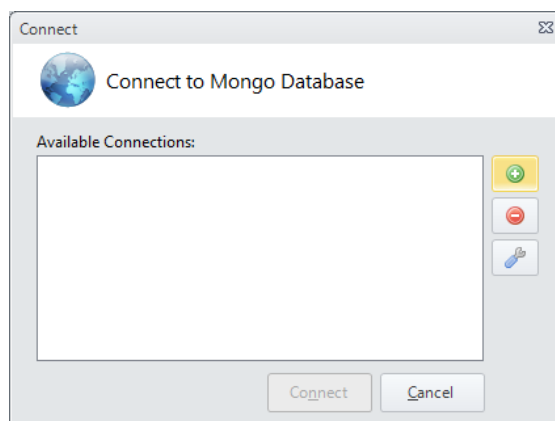 Connect
Connect to Mongo Database
Available Connections:
Connect
Cancel